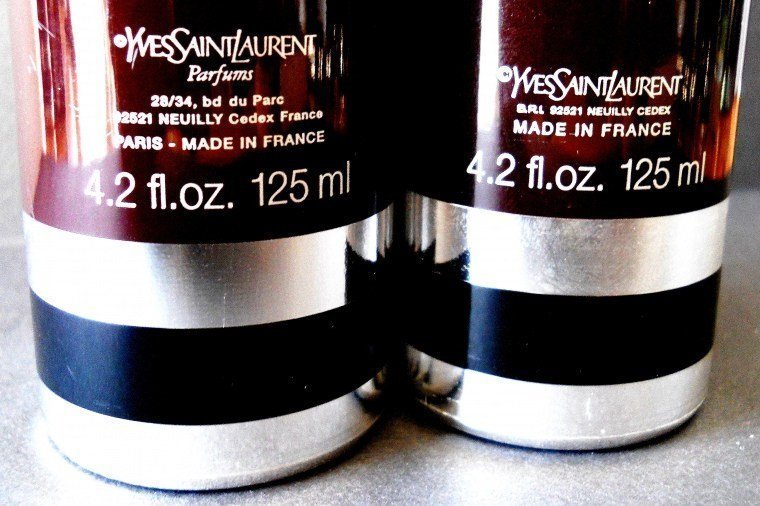 ©YVESSAINTLAURENT
Parfums
28/34, bd du Parc
92521 NEUILLY Cedex France
PARIS - MADE IN FRANCE
4.2 fl.oz. 125 ml
©YVESSAINTLAURENT
B.R.I. 92521 NEUILLY CEDEX
MADE IN FRANCE
4.2 fl.oz. 125 ml